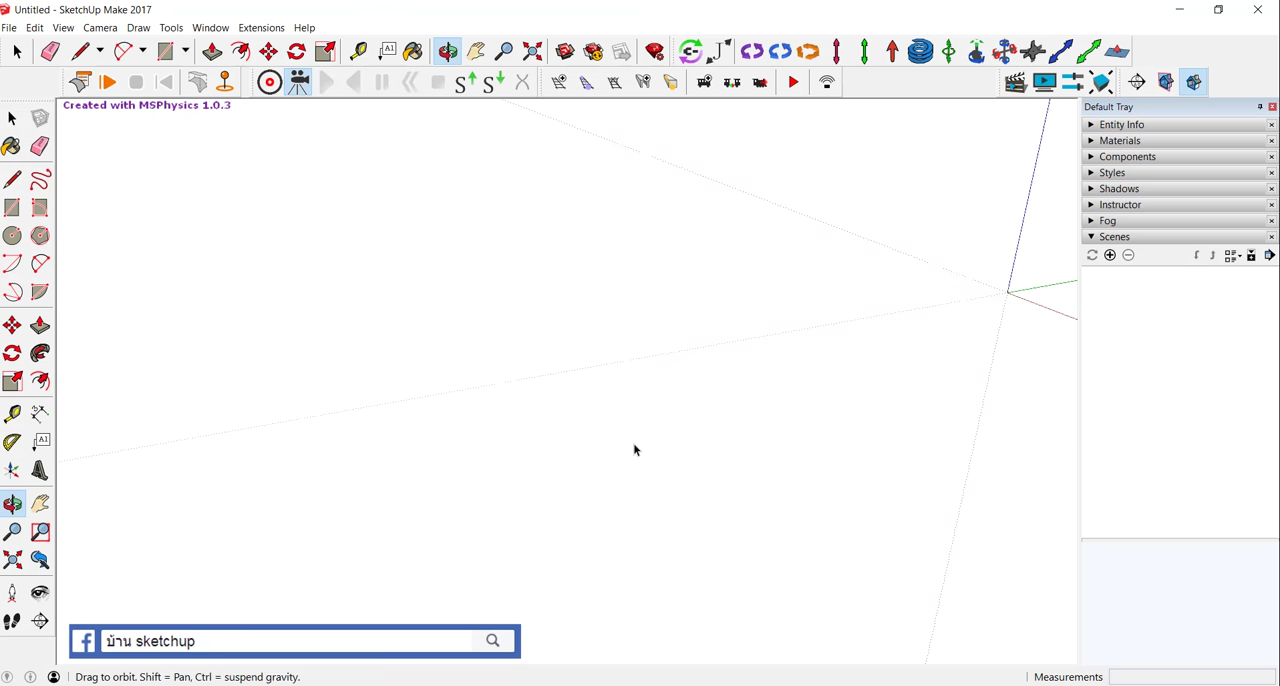 Untitled - SketchUp Make 2017
File Edit View Camera Draw Tools Window Extensions Help
Created with MSPhysics 1.0.3
Default Tray
Entity Info
Materials
Components
Styles
Shadows
Instructor
Fog
Scenes
บ้าน sketchup
Drag to orbit. Shift = Pan, Ctrl = suspend gravity.
Measurements